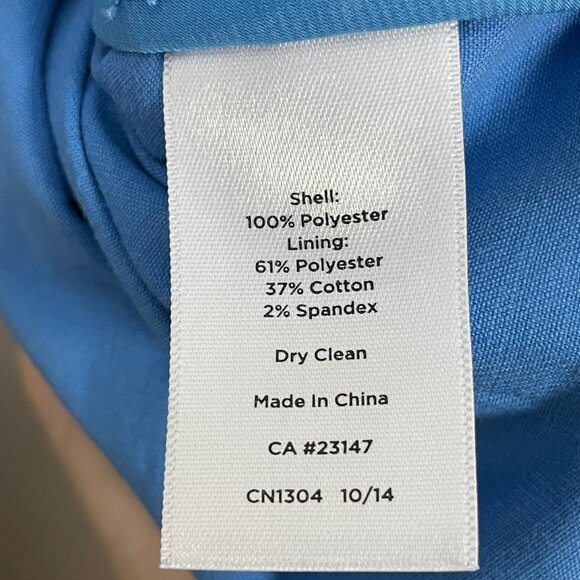 Shell:
100% Polyester
Lining:
61% Polyester
37% Cotton
2% Spandex
Dry Clean
Made In China
CA #23147
CN1304 10/14